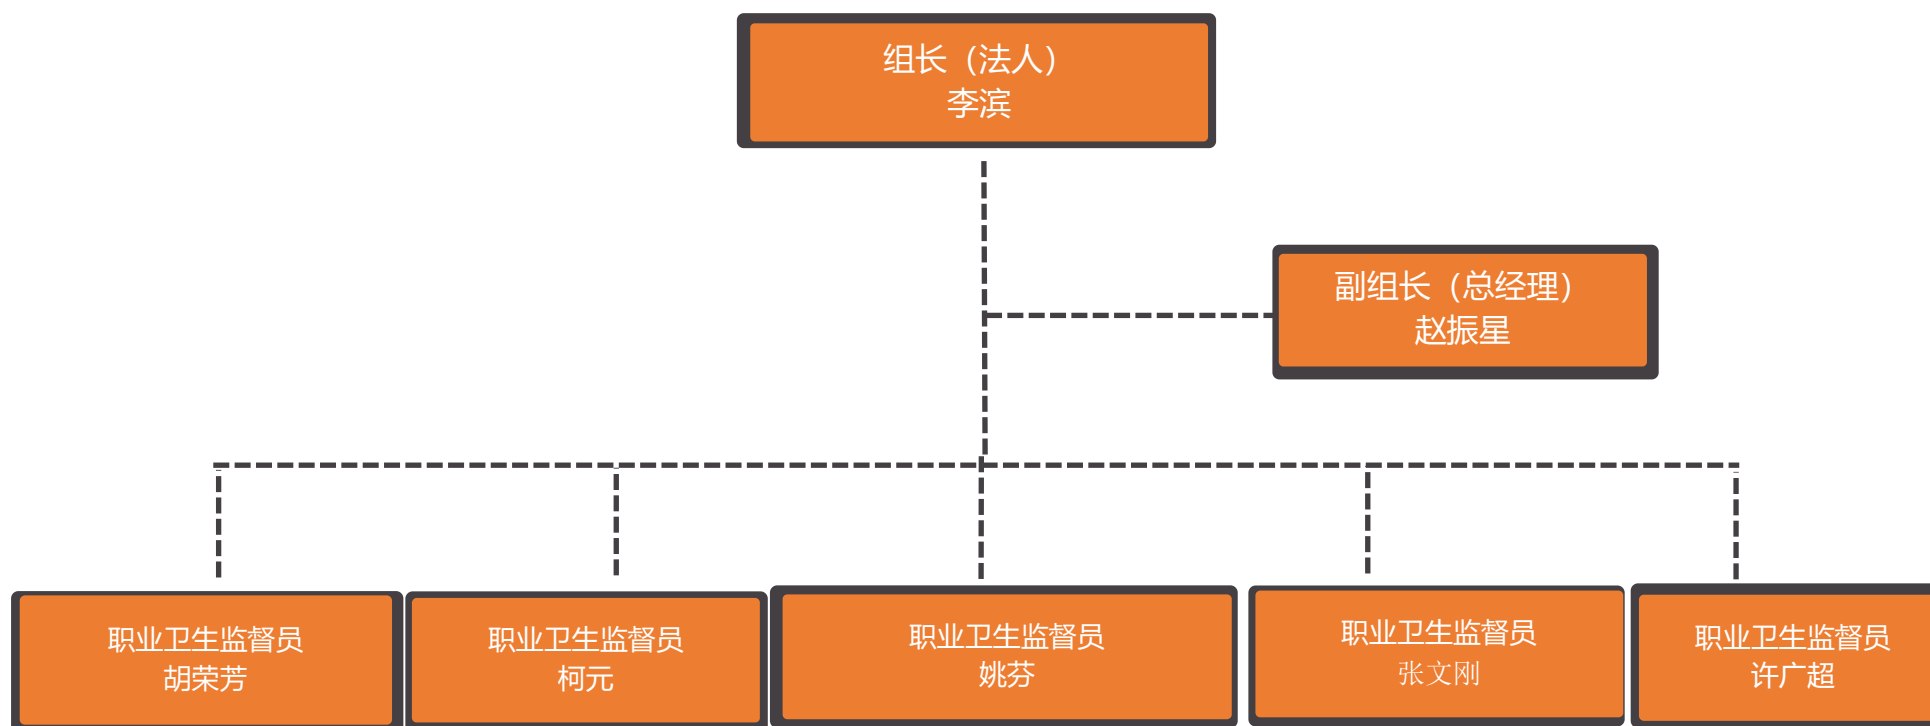 组长（法人）
李滨
副组长（总经理）
赵振星
职业卫生监督员
胡荣芳
职业卫生监督员
柯元
职业卫生监督员
姚芬
职业卫生监督员
张文刚
职业卫生监督员
许广超